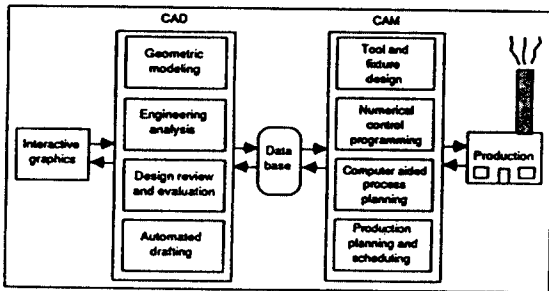 CAD
CAM
Geometric
modeling
Engineering
analysis
Design review
and evaluation
Automated
drafting
Interactive
graphics
Data
base
Tool and
fixture
design
Numerical
control
programming
Computer aided
process
planning
Production
planning and
scheduling
Production